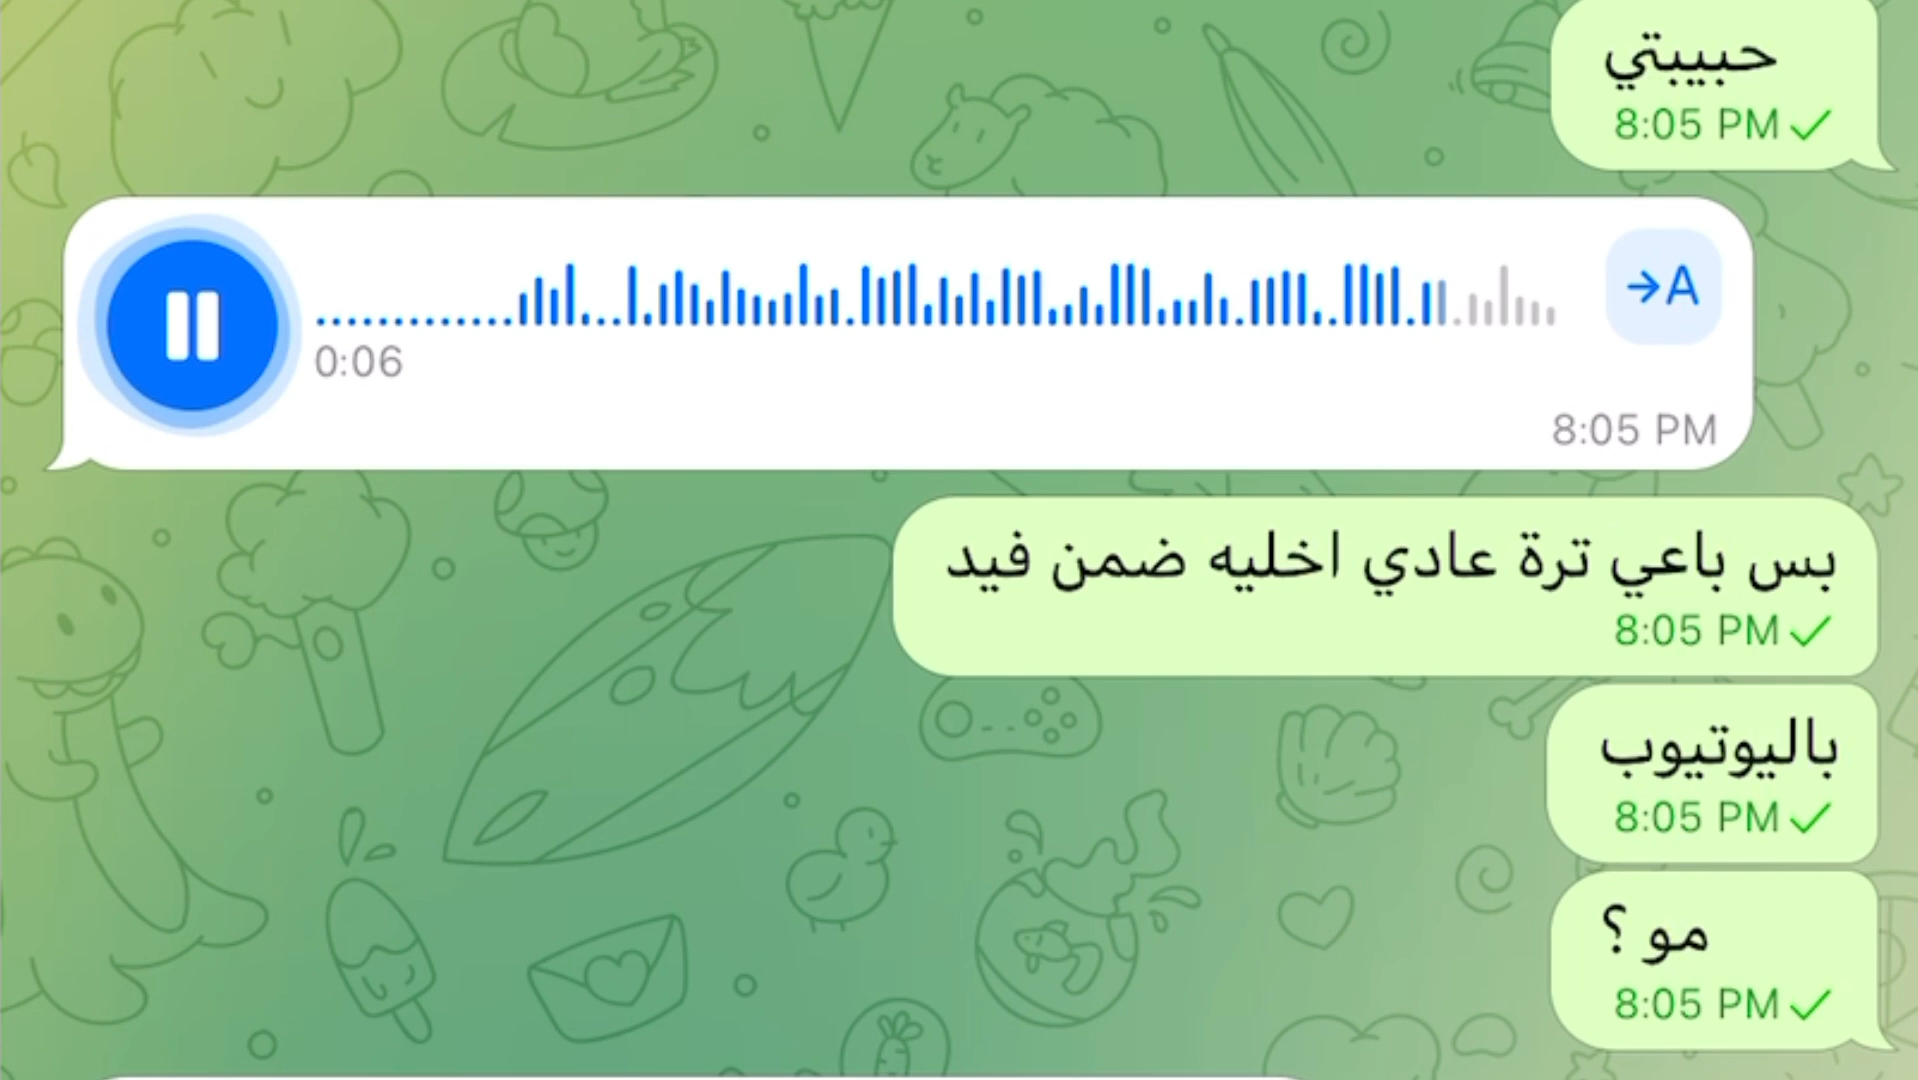 حبيبتي
8:05 PM
→A
0:06
8:05 PM
بس باعي ترة عادي اخليه ضمن فيد
8:05 PM
باليوتيوب
8:05 PM
مو ؟
8:05 PM